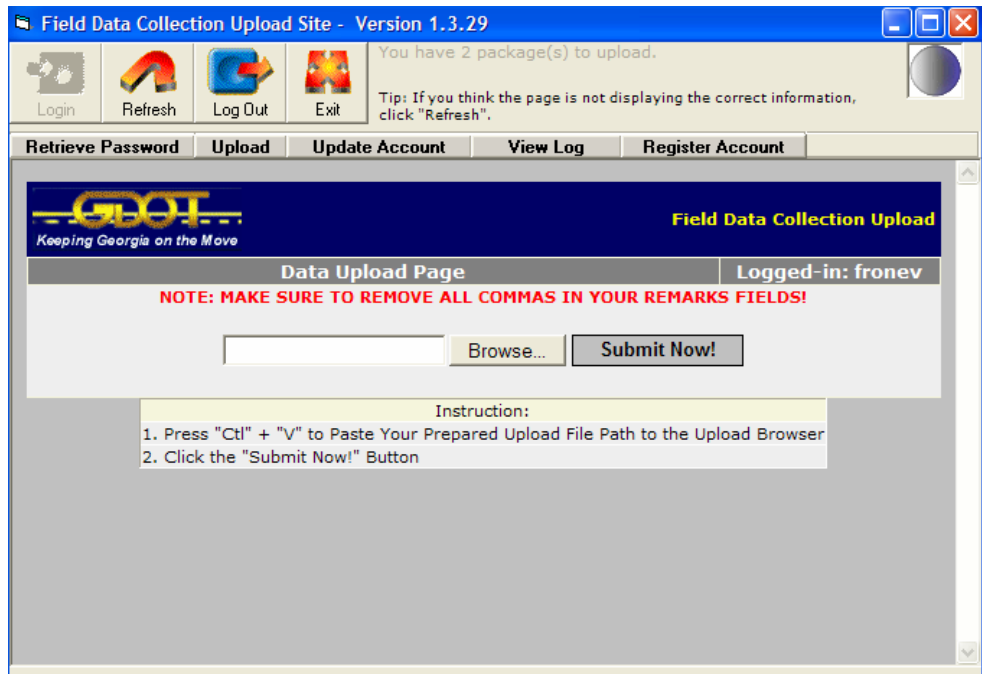 Field Data Collection Upload Site - Version 1.3.29
You have 2 package(s) to upload.
Tip: If you think the page is not displaying the correct information,
click "Refresh".
Login Refresh Log Out Exit
Retrieve Password Upload Update Account View Log Register Account
GDOT
Keeping Georgia on the Move
Field Data Collection Upload
Data Upload Page Logged-in: fronev
NOTE: MAKE SURE TO REMOVE ALL COMMAS IN YOUR REMARKS FIELDS!
Browse... Submit Now!
Instruction:
1. Press "Ctl" + "V" to Paste Your Prepared Upload File Path to the Upload Browser
2. Click the "Submit Now!" Button